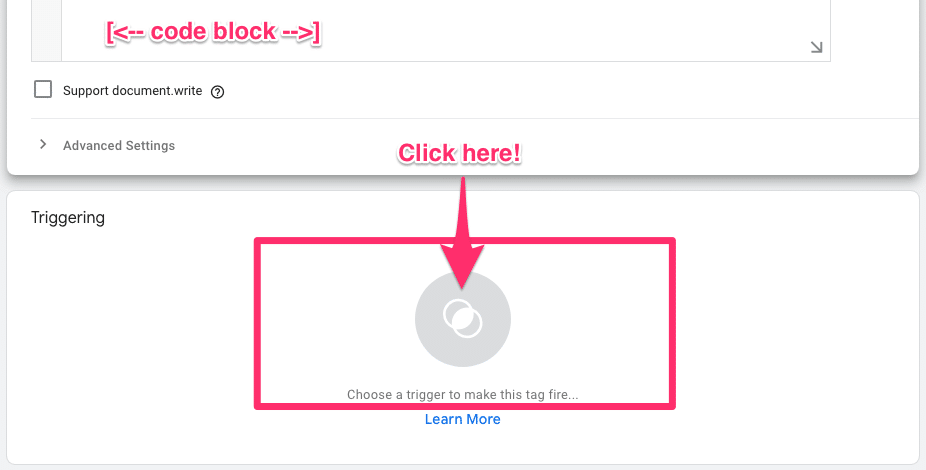 [<-- code block -->]
Support document.write
Advanced Settings
Click here!
Triggering
Choose a trigger to make this tag fire...
Learn More